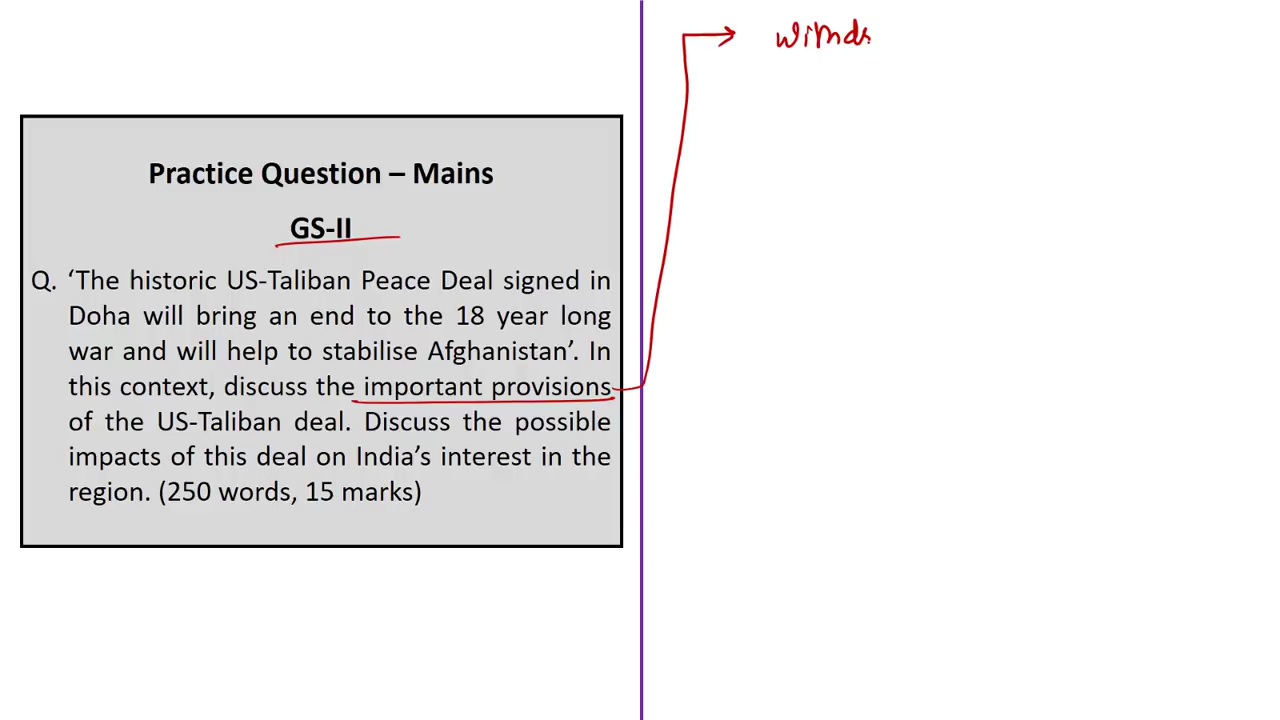 Practice Question – Mains
GS-II
Q. ‘The historic US-Taliban Peace Deal signed in
Doha will bring an end to the 18 year long
war and will help to stabilise Afghanistan’. In
this context, discuss the important provisions
of the US-Taliban deal. Discuss the possible
impacts of this deal on India’s interest in the
region. (250 words, 15 marks)